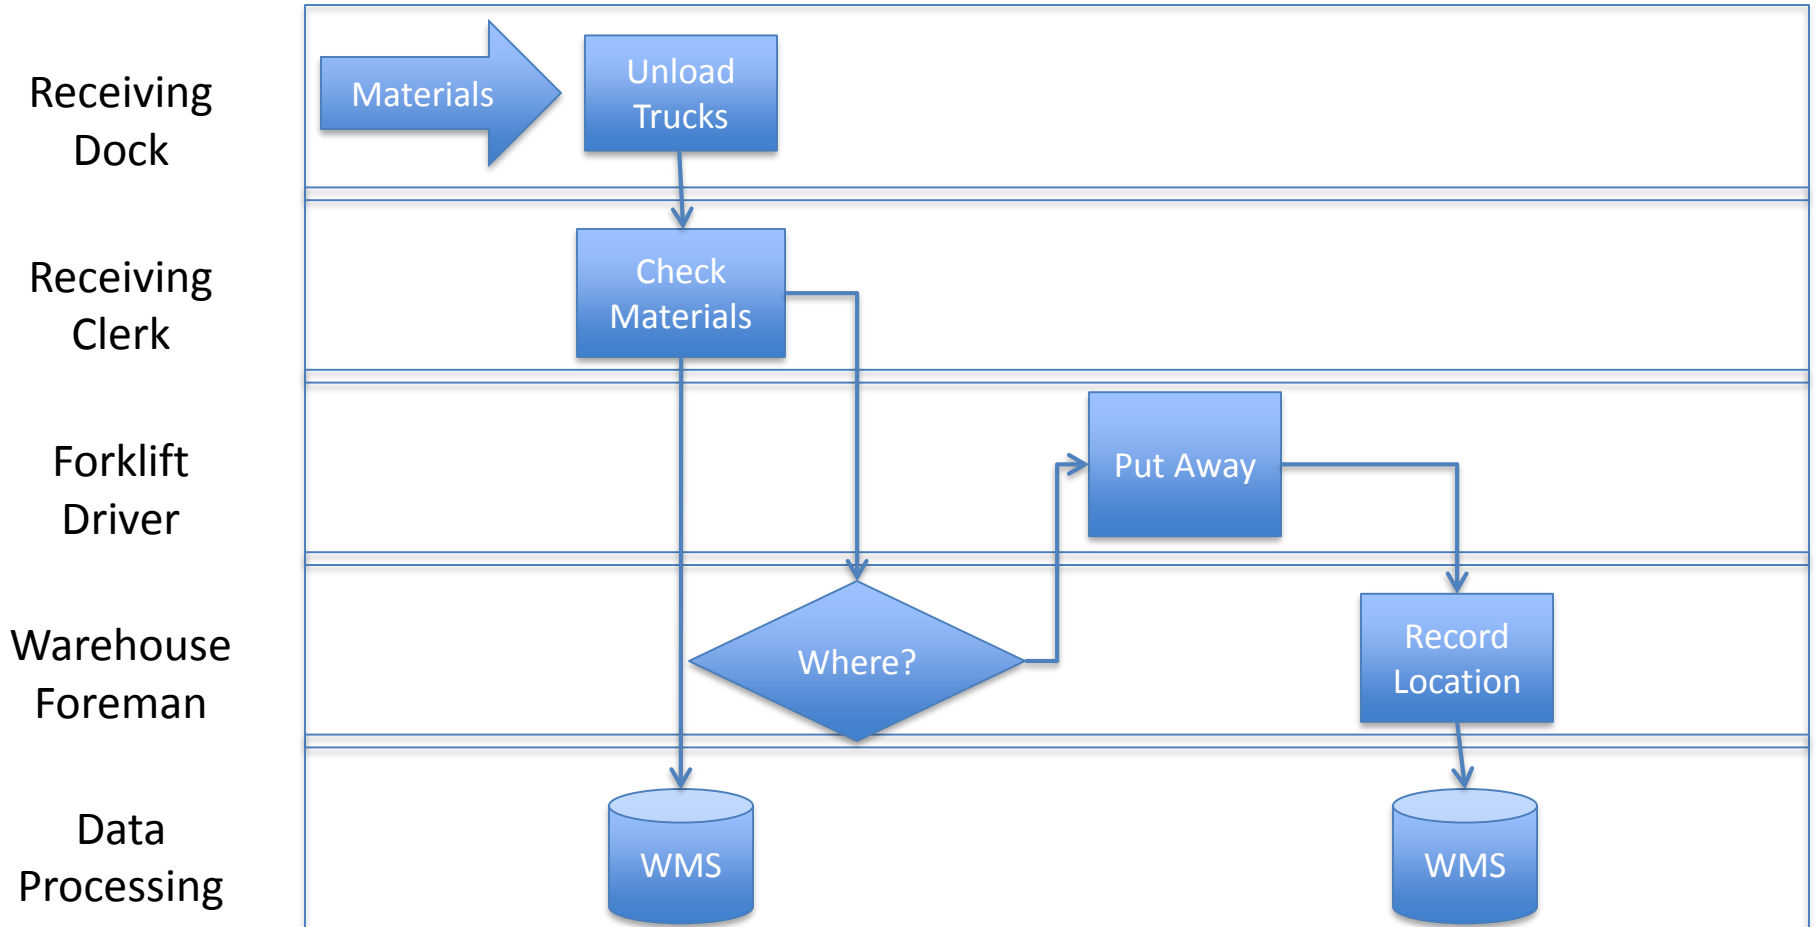 Receiving
Dock
Materials
Unload
Trucks
Receiving
Clerk
Check
Materials
Forklift
Driver
Put Away
Warehouse
Foreman
Where?
Record
Location
Data
Processing
WMS
WMS